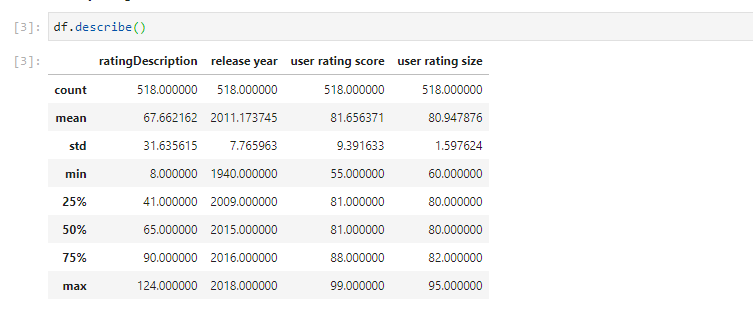 [3]: df.describe()
[3]: ratingDescription release year user rating score user rating size
count 518.000000 518.000000 518.000000 518.000000
mean 67.662162 2011.173745 81.656371 80.947876
std 31.635615 7.765963 9.391633 1.597624
min 8.000000 1940.000000 55.000000 60.000000
25% 41.000000 2009.000000 81.000000 80.000000
50% 65.000000 2015.000000 81.000000 80.000000
75% 90.000000 2016.000000 88.000000 82.000000
max 124.000000 2018.000000 99.000000 95.000000